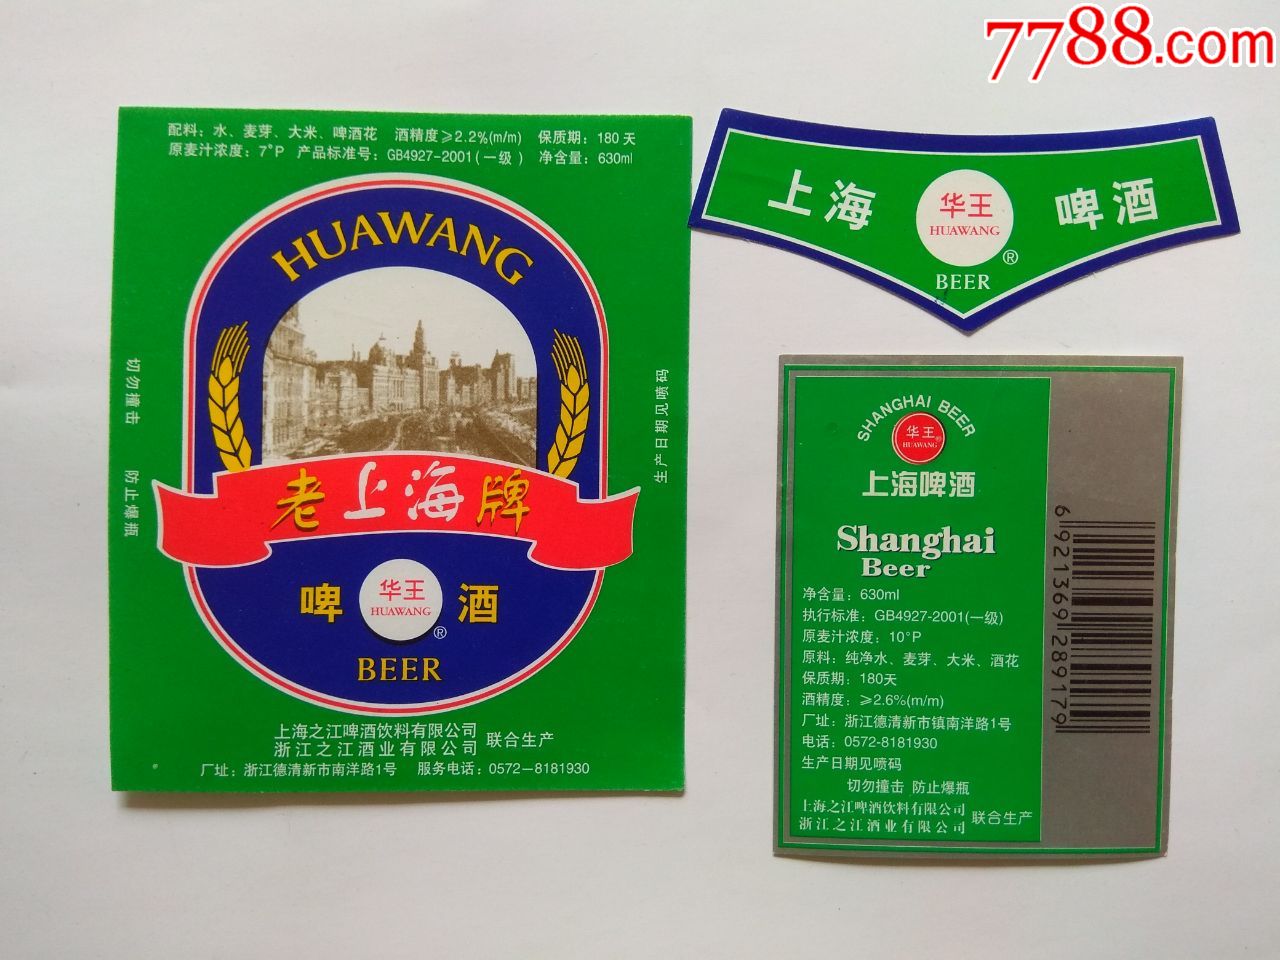 7788.com
配料：水、麦芽、大米、啤酒花 酒精度≥2.2%(m/m) 保质期：180天
原麦汁浓度：7°P 产品标准号：GB4927-2001(一级) 净含量：630ml
HUAWANG
切勿撞击 防止爆瓶
生产日期见喷码
老上海牌
啤 华王 酒
HUAWANG
®
BEER
上海之江啤酒饮料有限公司
浙江之江酒业有限公司 联合生产
厂址：浙江德清新市南洋路1号 服务电话：0572-8181930
上海 华王 啤酒
HUAWANG
®
BEER
SHANGHAI BEER
华王®
HUAWANG
上海啤酒
Shanghai
Beer
净含量：630ml
执行标准：GB4927-2001(一级)
原麦汁浓度：10°P
原料：纯净水、麦芽、大米、酒花
保质期：180天
酒精度：≥2.6%(m/m)
厂址：浙江德清新市镇南洋路1号
电话：0572-8181930
生产日期见喷码
切勿撞击 防止爆瓶
上海之江啤酒饮料有限公司
浙江之江酒业有限公司 联合生产
6 921369 289179